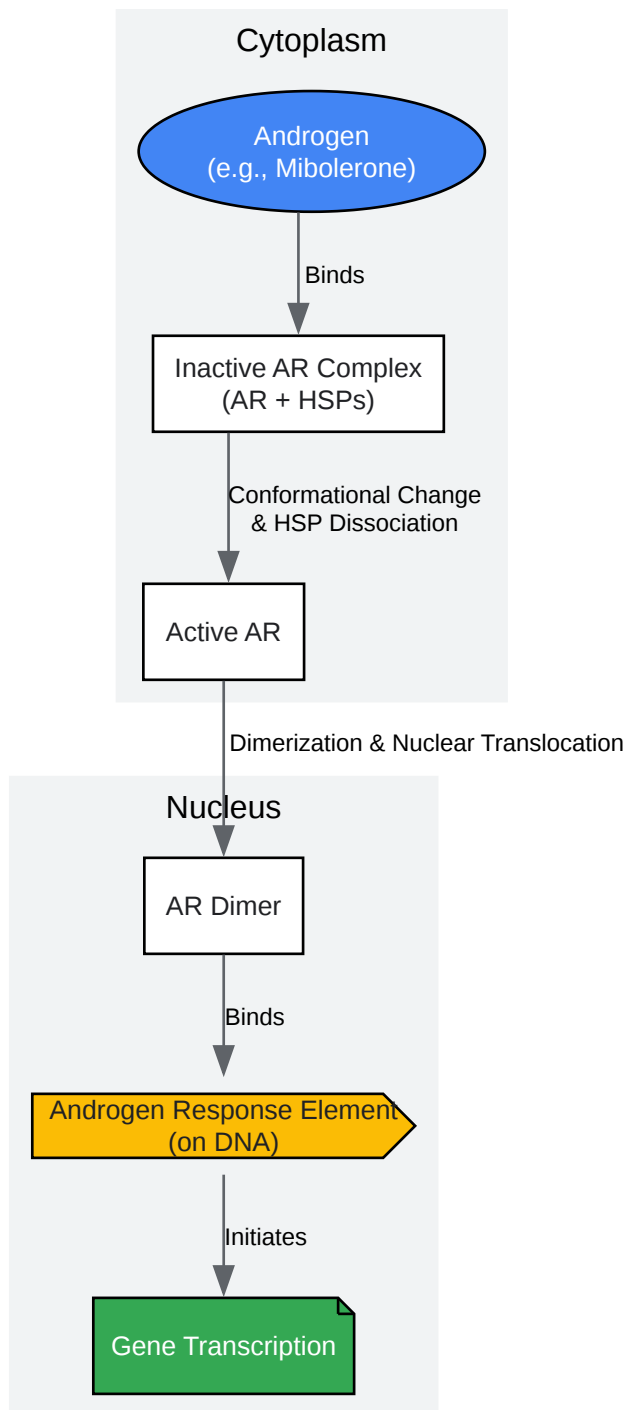 Cytoplasm
Androgen
(e.g., Mibolerone)
Binds
Inactive AR Complex
(AR + HSPs)
Conformational Change
& HSP Dissociation
Active AR
Dimerization & Nuclear Translocation
Nucleus
AR Dimer
Binds
Androgen Response Element
(on DNA)
Initiates
Gene Transcription